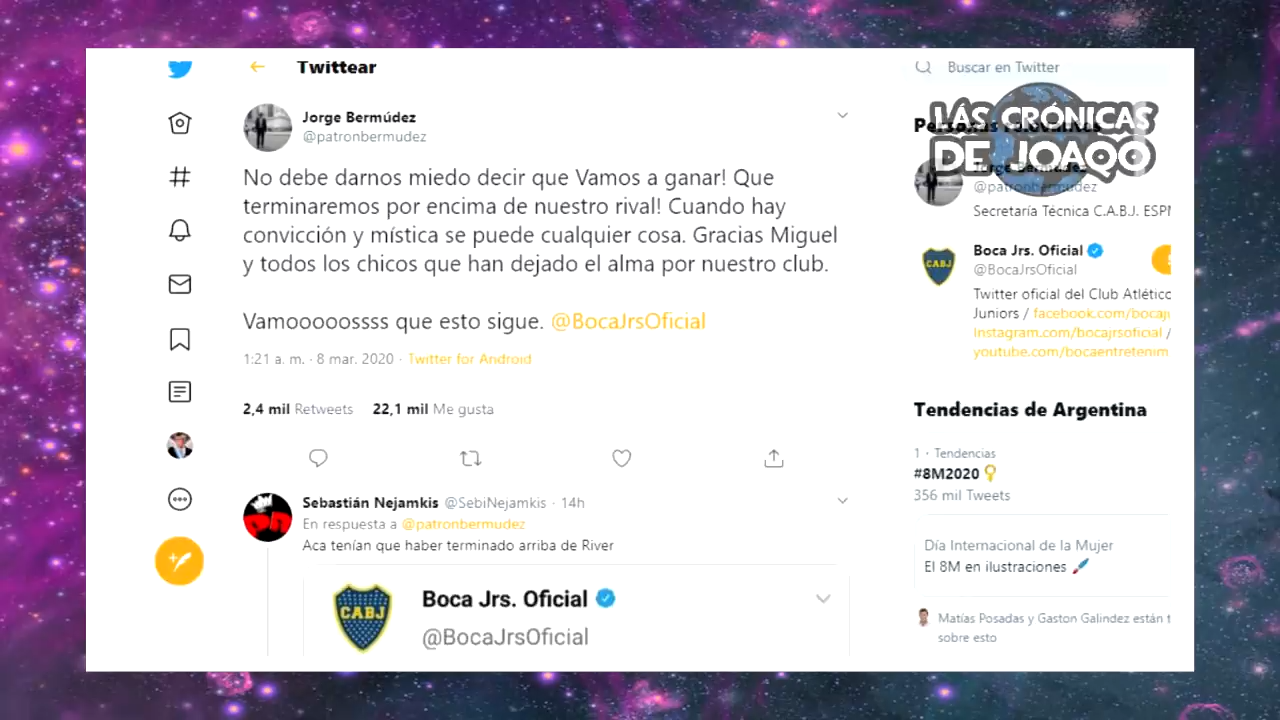 Twittear
Jorge Bermúdez
@patronbermudez
No debe darnos miedo decir que Vamos a ganar! Que
terminaremos por encima de nuestro rival! Cuando hay
convicción y mística se puede cualquier cosa. Gracias Miguel
y todos los chicos que han dejado el alma por nuestro club.
Vamooooossss que esto sigue. @BocaJrsOficial
1:21 a. m. · 8 mar. 2020 · Twitter for Android
2,4 mil Retweets 22,1 mil Me gusta
Sebastián Nejamkis @SebiNejamkis · 14h
En respuesta a @patronbermudez
Aca tenían que haber terminado arriba de River
CABJ
Boca Jrs. Oficial
@BocaJrsOficial
Buscar en Twitter
LÁS CRÓNICAS
DE JOAQO
Personas relevantes
Jorge Bermúdez
@patronbermudez
Secretaría Técnica C.A.B.J. ESPN
CABJ
Boca Jrs. Oficial
@BocaJrsOficial
Twitter oficial del Club Atlético
Juniors / facebook.com/bocaj
Instagram.com/bocajrsoficial /
youtube.com/bocaentretenim
Tendencias de Argentina
1 · Tendencias
#8M2020
356 mil Tweets
Día Internacional de la Mujer
El 8M en ilustraciones
Matías Posadas y Gaston Galindez están t
sobre esto